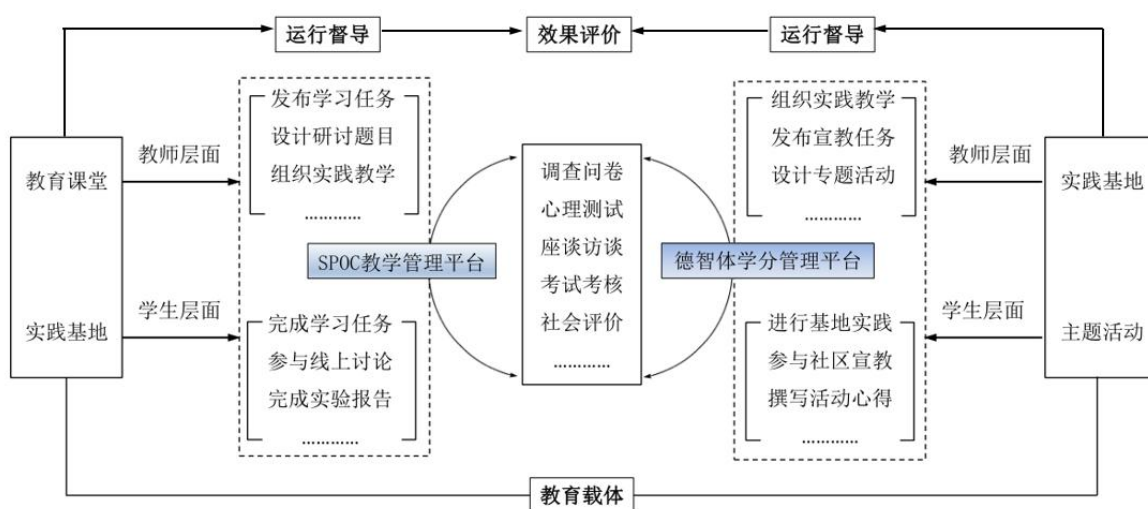 运行督导
效果评价
运行督导
教育课堂
实践基地
教师层面
学生层面
发布学习任务
设计研讨题目
组织实践教学
…………
SPOC教学管理平台
完成学习任务
参与线上讨论
完成实验报告
…………
调查问卷
心理测试
座谈访谈
考试考核
社会评价
…………
组织实践教学
发布宣教任务
设计专题活动
…………
德智体学分管理平台
进行基地实践
参与社区宣教
撰写活动心得
…………
教师层面
学生层面
实践基地
主题活动
教育载体